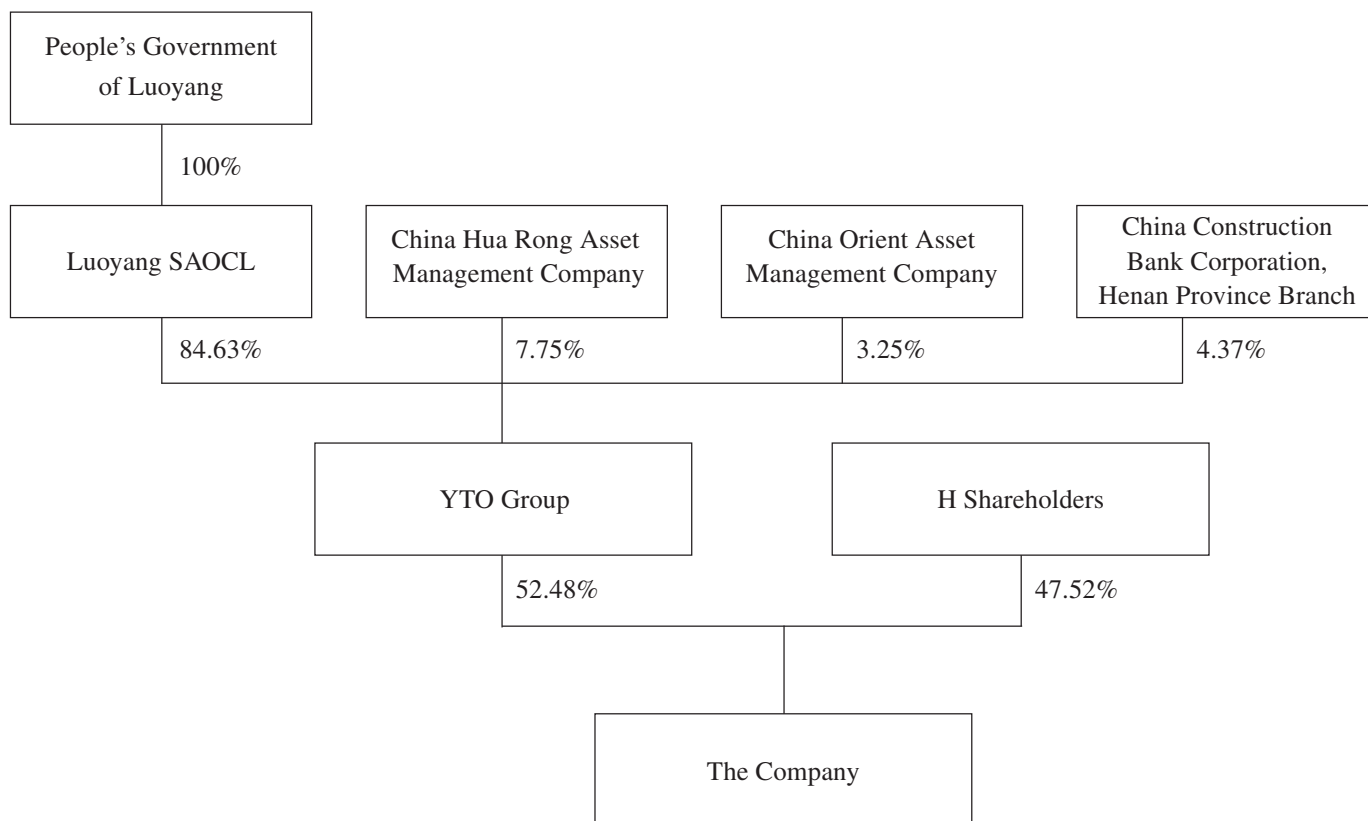 People’s Government
of Luoyang
100%
Luoyang SAOCL
China Hua Rong Asset
Management Company
China Orient Asset
Management Company
China Construction
Bank Corporation,
Henan Province Branch
84.63%
7.75%
3.25%
4.37%
YTO Group
H Shareholders
52.48%
47.52%
The Company